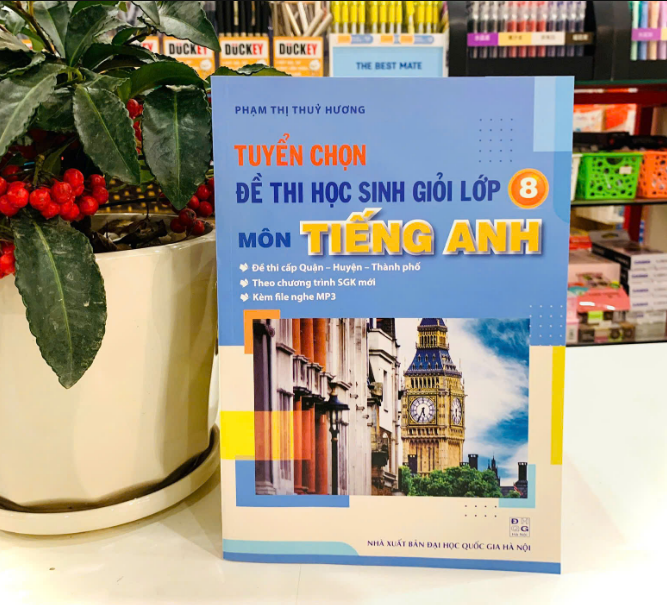 DUCKEY
DUCKEY
DUCKEY
THE BEST MATE
PHẠM THỊ THUỶ HƯƠNG
TUYỂN CHỌN
ĐỀ THI HỌC SINH GIỎI LỚP 8
MÔN TIẾNG ANH
Đề thi cấp Quận – Huyện – Thành phố
Theo chương trình SGK mới
Kèm file nghe MP3
NHÀ XUẤT BẢN ĐẠI HỌC QUỐC GIA HÀ NỘI